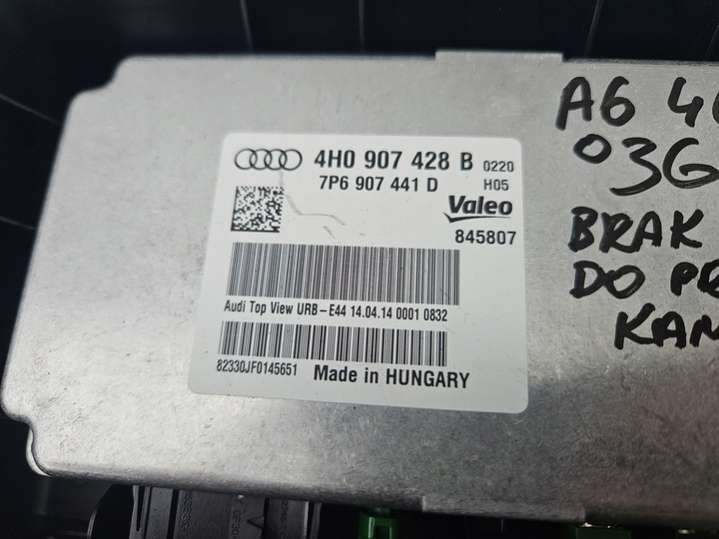 4H0 907 428 B 0220
7P6 907 441 D H05
Valeo
845807
Audi Top View URB-E44 14.04.14 0001 0832
82330JF0145651 Made in HUNGARY
A6
BRAK
DO